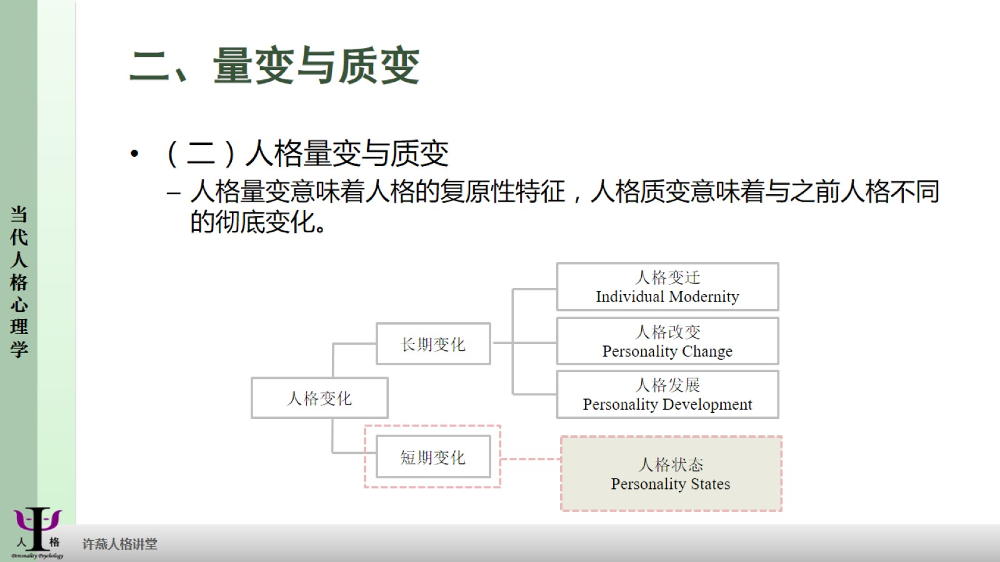 二、量变与质变
• （二）人格量变与质变
– 人格量变意味着人格的复原性特征，人格质变意味着与之前人格不同
的彻底变化。
人格变化
长期变化
人格变迁
Individual Modernity
人格改变
Personality Change
人格发展
Personality Development
短期变化
人格状态
Personality States
当代人格心理学
人 格
Personality Psychology
许燕人格讲堂